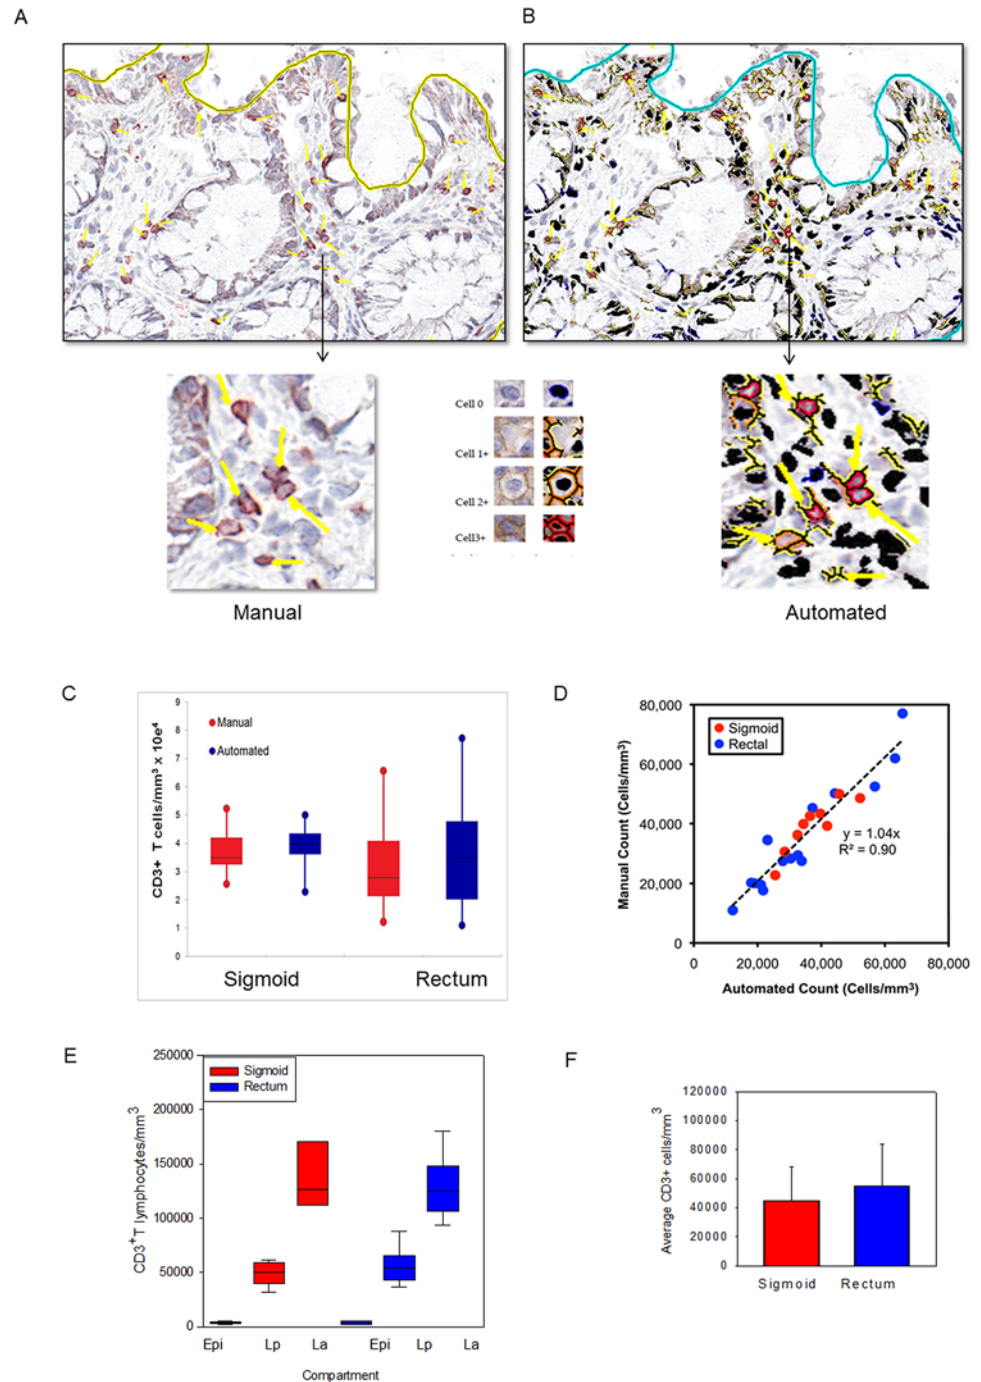 A
B
Cell 0
Cell 1+
Cell 2+
Cell3+
Manual
Automated
C
9
8
7
6
5
4
3
2
1
0
CD3+ T cells/mm³ x 10e⁴
Manual
Automated
Sigmoid
Rectum
D
80,000
60,000
40,000
20,000
0
Manual Count (Cells/mm³)
Sigmoid
Rectal
y = 1.04x
R² = 0.90
0
20,000
40,000
60,000
80,000
Automated Count (Cells/mm³)
E
250000
200000
150000
100000
50000
0
CD3⁺T lymphocytes/mm³
Sigmoid
Rectum
Epi
Lp
La
Epi
Lp
La
Compartment
F
120000
100000
80000
60000
40000
20000
0
Average CD3+ cells/mm³
Sigmoid
Rectum